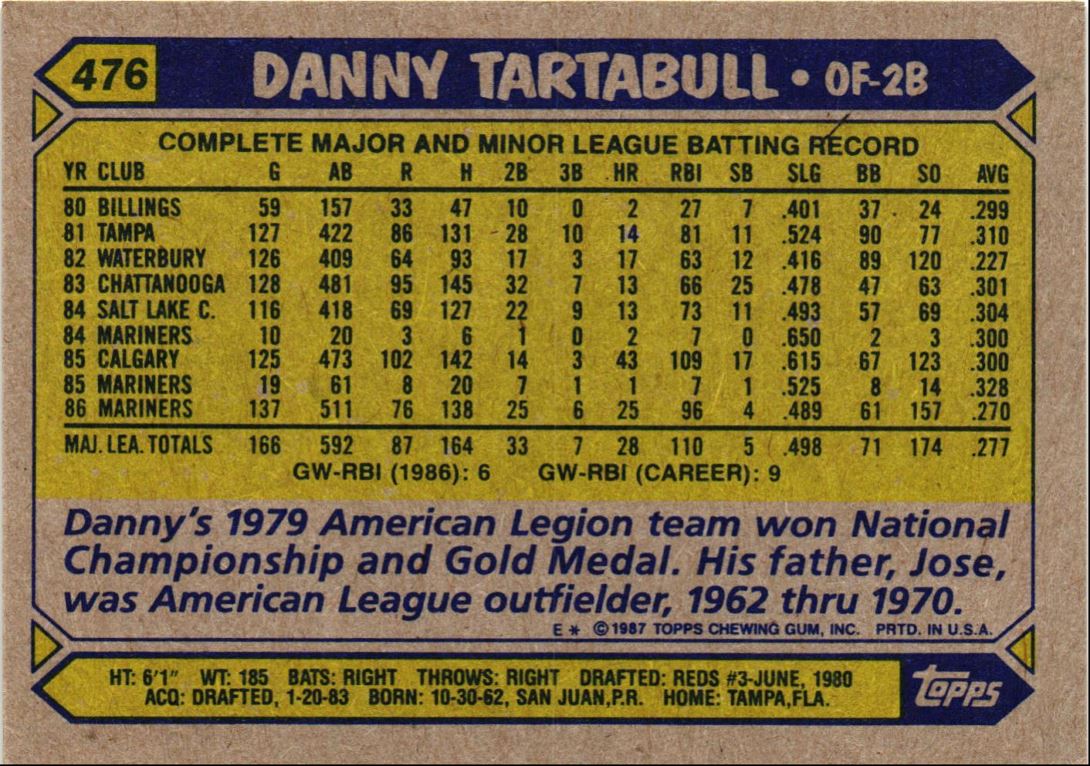 476 DANNY TARTABULL • OF-2B
COMPLETE MAJOR AND MINOR LEAGUE BATTING RECORD
YR CLUB G AB R H 2B 3B HR RBI SB SLG BB SO AVG
80 BILLINGS 59 157 33 47 10 0 2 27 7 .401 37 24 .299
81 TAMPA 127 422 86 131 28 10 14 81 11 .524 90 77 .310
82 WATERBURY 126 409 64 93 17 3 17 63 12 .416 89 120 .227
83 CHATTANOOGA 128 481 95 145 32 7 13 66 25 .478 47 63 .301
84 SALT LAKE C. 116 418 69 127 22 9 13 73 11 .493 57 69 .304
84 MARINERS 10 20 3 6 1 0 2 7 0 .650 2 3 .300
85 CALGARY 125 473 102 142 14 3 43 109 17 .615 67 123 .300
85 MARINERS 19 61 8 20 7 1 1 7 1 .525 8 14 .328
86 MARINERS 137 511 76 138 25 6 25 96 4 .489 61 157 .270
MAJ. LEA. TOTALS 166 592 87 164 33 7 28 110 5 .498 71 174 .277
GW-RBI (1986): 6 GW-RBI (CAREER): 9
Danny's 1979 American Legion team won National
Championship and Gold Medal. His father, Jose,
was American League outfielder, 1962 thru 1970.
E * ©1987 TOPPS CHEWING GUM, INC. PRTD. IN U.S.A.
HT: 6'1" WT: 185 BATS: RIGHT THROWS: RIGHT DRAFTED: REDS #3-JUNE, 1980
ACQ: DRAFTED, 1-20-83 BORN: 10-30-62, SAN JUAN,P.R. HOME: TAMPA,FLA.
topps